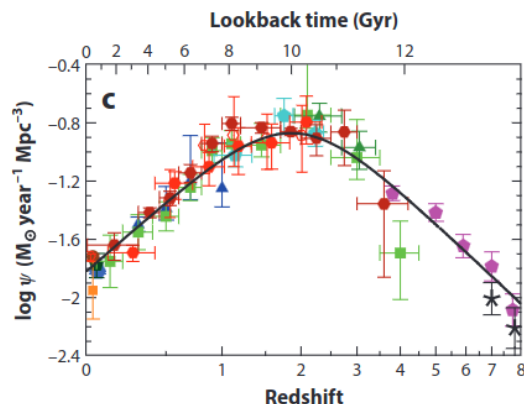 Lookback time (Gyr)
0 2 4 6 8 10 12
-0.4
c
-0.8
-1.2
-1.6
-2
-2.4
log ψ (M⊙ year⁻¹ Mpc⁻³)
0 1 2 3 4 5 6 7 8
Redshift